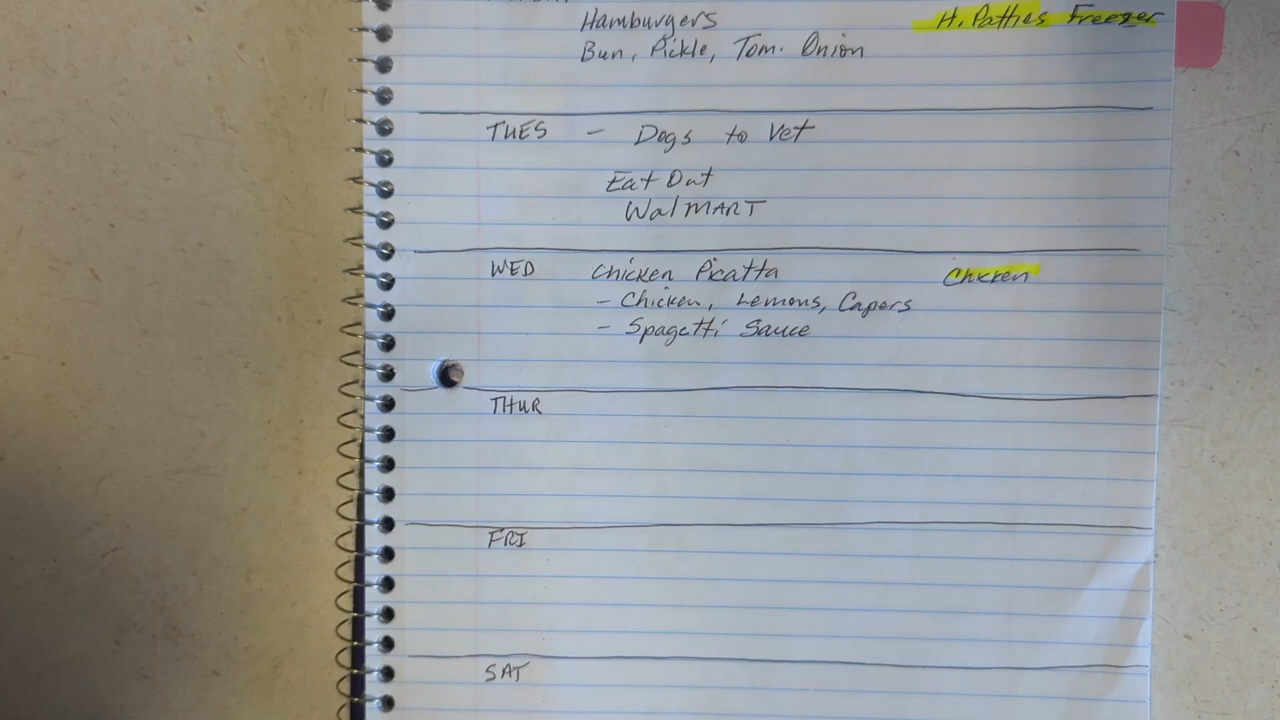 Hamburgers H. Patties Freezer
Bun, Pickle, Tom. Onion
TUES - Dogs to Vet
Eat Out
WalMART
WED Chicken Picatta Chicken
- Chicken, Lemons, Capers
- Spagetti Sauce
THUR
FRI
SAT